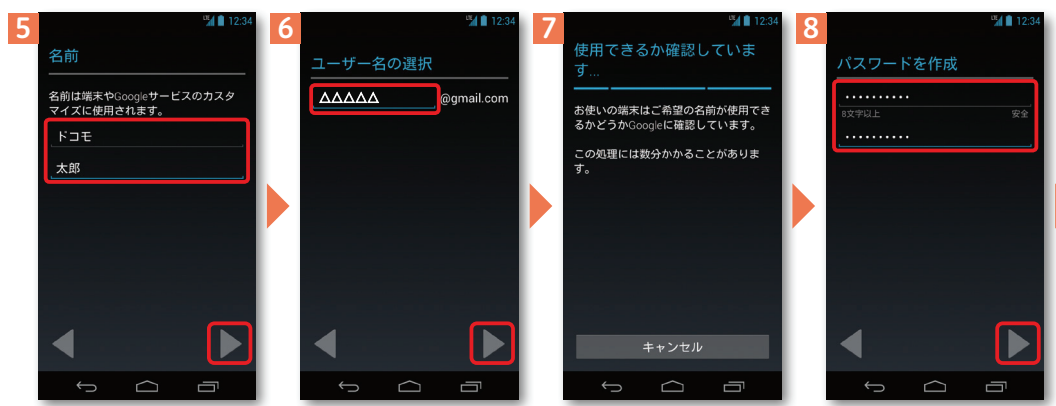 5
LTE 12:34
名前
名前は端末やGoogleサービスのカスタ
マイズに使用されます。
ドコモ
太郎
6
LTE 12:34
ユーザー名の選択
ΔΔΔΔΔ @gmail.com
7
LTE 12:34
使用できるか確認していま
す...
お使いの端末はご希望の名前が使用でき
るかどうかGoogleに確認しています。
この処理には数分かかることがありま
す。
キャンセル
8
LTE 12:34
パスワードを作成
··········
8文字以上 安全
··········